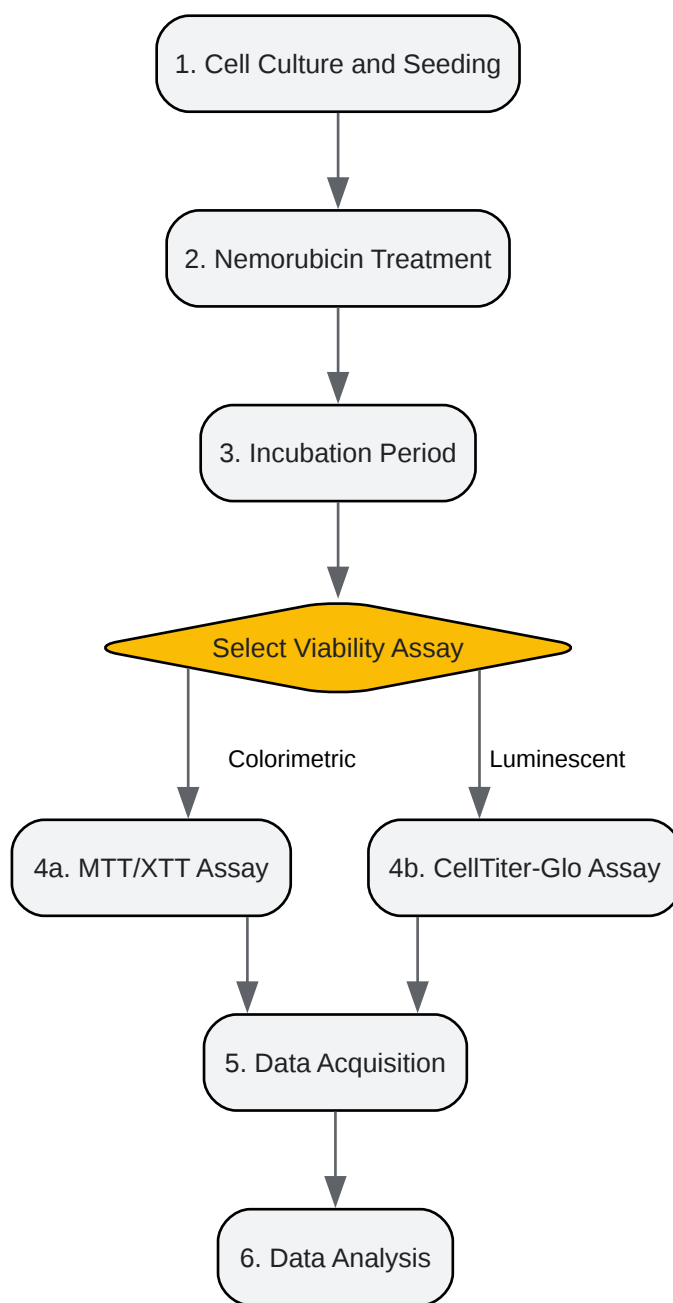 1. Cell Culture and Seeding
2. Nemorubicin Treatment
3. Incubation Period
Select Viability Assay
Colorimetric
Luminescent
4a. MTT/XTT Assay
4b. CellTiter-Glo Assay
5. Data Acquisition
6. Data Analysis